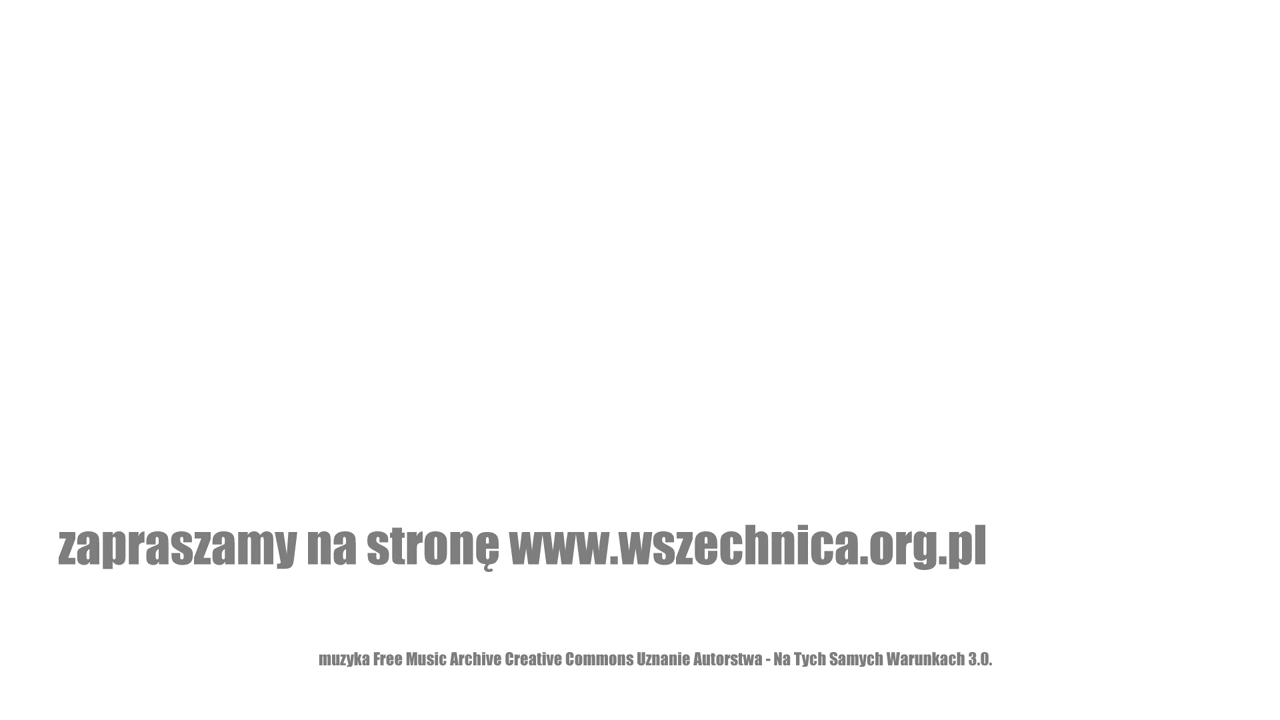 zapraszamy na stronę www.wszechnica.org.pl
muzyka Free Music Archive Creative Commons Uznanie Autorstwa - Na Tych Samych Warunkach 3.0.